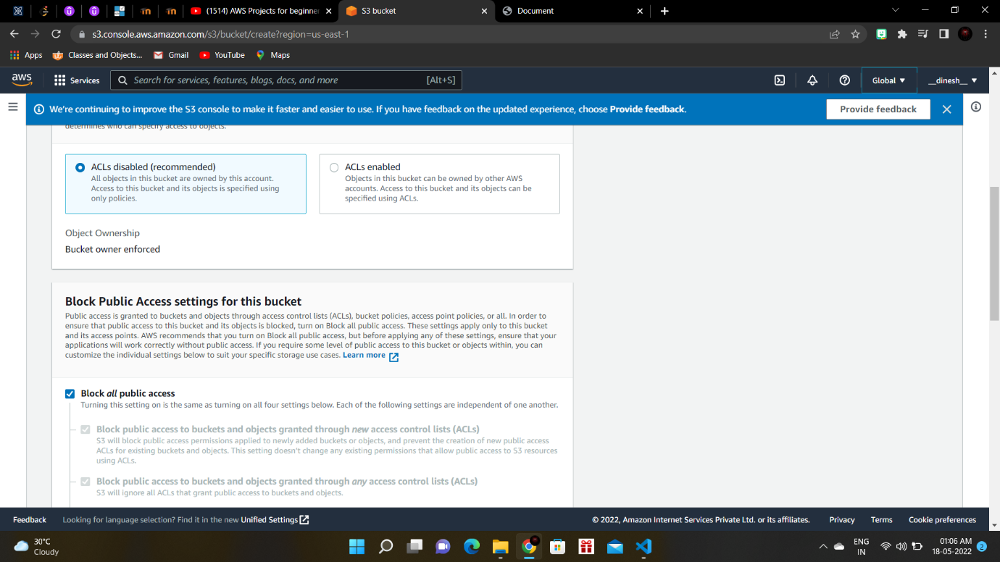 (1514) AWS Projects for beginner
S3 bucket
Document
s3.console.aws.amazon.com/s3/bucket/create?region=us-east-1
Apps
Classes and Objects...
Gmail
YouTube
Maps
aws
Services
Search for services, features, blogs, docs, and more
[Alt+S]
Global
__dinesh__
We're continuing to improve the S3 console to make it faster and easier to use. If you have feedback on the updated experience, choose Provide feedback.
Provide feedback
determines who can specify access to objects.
ACLs disabled (recommended)
All objects in this bucket are owned by this account.
Access to this bucket and its objects is specified using
only policies.
ACLs enabled
Objects in this bucket can be owned by other AWS
accounts. Access to this bucket and its objects can be
specified using ACLs.
Object Ownership
Bucket owner enforced
Block Public Access settings for this bucket
Public access is granted to buckets and objects through access control lists (ACLs), bucket policies, access point policies, or all. In order to
ensure that public access to this bucket and its objects is blocked, turn on Block all public access. These settings apply only to this bucket
and its access points. AWS recommends that you turn on Block all public access, but before applying any of these settings, ensure that your
applications will work correctly without public access. If you require some level of public access to this bucket or objects within, you can
customize the individual settings below to suit your specific storage use cases. Learn more
Block all public access
Turning this setting on is the same as turning on all four settings below. Each of the following settings are independent of one another.
Block public access to buckets and objects granted through new access control lists (ACLs)
S3 will block public access permissions applied to newly added buckets or objects, and prevent the creation of new public access
ACLs for existing buckets and objects. This setting doesn't change any existing permissions that allow public access to S3 resources
using ACLs.
Block public access to buckets and objects granted through any access control lists (ACLs)
S3 will ignore all ACLs that grant public access to buckets and objects.
Feedback
Looking for language selection? Find it in the new Unified Settings
© 2022, Amazon Internet Services Private Ltd. or its affiliates.
Privacy
Terms
Cookie preferences
30°C
Cloudy
ENG
IN
01:06 AM
18-05-2022
2